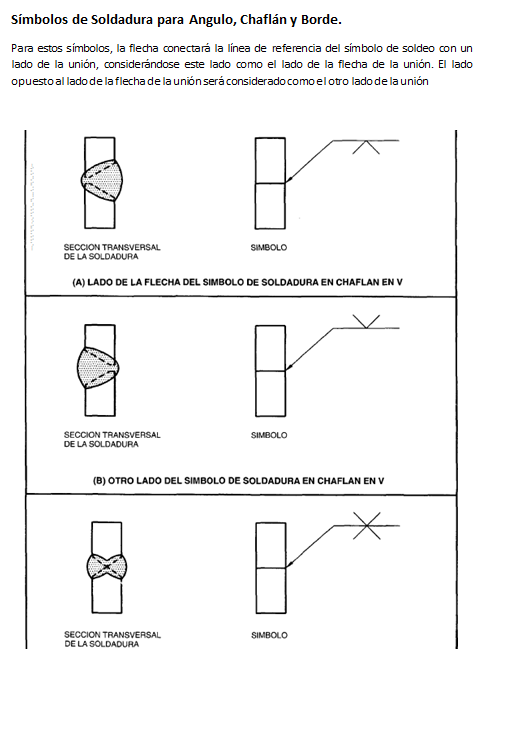 Símbolos de Soldadura para Angulo, Chaflán y Borde.
Para estos símbolos, la flecha conectará la línea de referencia del símbolo de soldeo con un
lado de la unión, considerándose este lado como el lado de la flecha de la unión. El lado
opuesto al lado de la flecha de la unión será considerado como el otro lado de la unión
SECCION TRANSVERSAL
DE LA SOLDADURA
SIMBOLO
(A) LADO DE LA FLECHA DEL SIMBOLO DE SOLDADURA EN CHAFLAN EN V
SECCION TRANSVERSAL
DE LA SOLDADURA
SIMBOLO
(B) OTRO LADO DEL SIMBOLO DE SOLDADURA EN CHAFLAN EN V
SECCION TRANSVERSAL
DE LA SOLDADURA
SIMBOLO